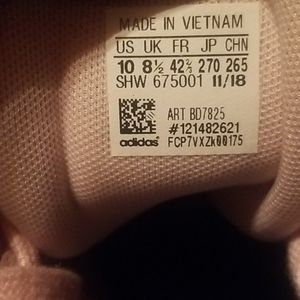 MADE IN VIETNAM
US UK FR JP CHN
10 8½ 42⅔ 270 265
SHW 675001 11/18
ART BD7825
#121482621
adidas FCP7VXZk00175